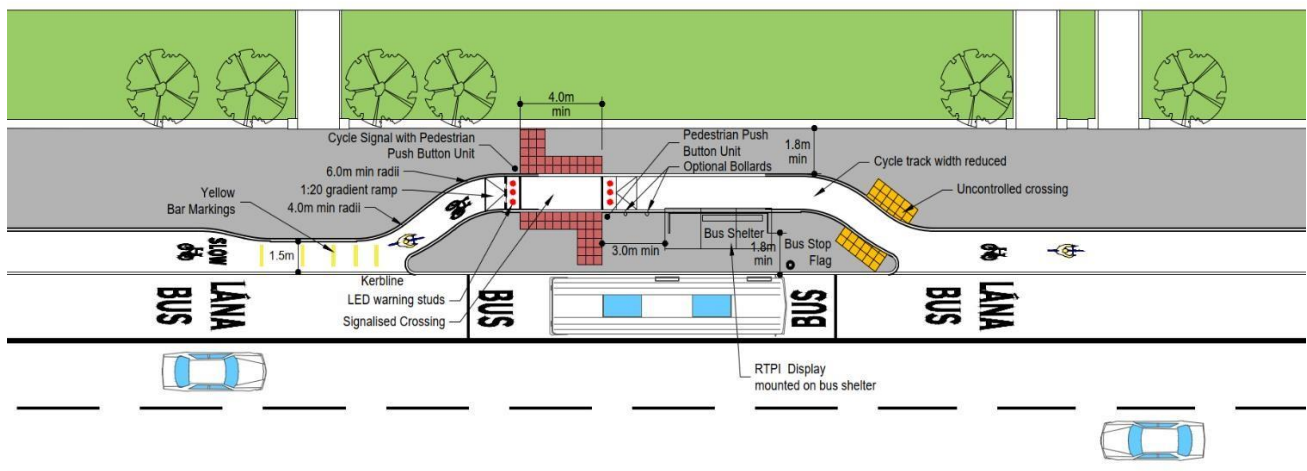 4.0m
min
Cycle Signal with Pedestrian
Push Button Unit
6.0m min radii
1:20 gradient ramp
4.0m min radii
Yellow
Bar Markings
Pedestrian Push
Button Unit
Optional Bollards
1.8m
min
Cycle track width reduced
Uncontrolled crossing
SLOW
1.5m
3.0m min
Bus Shelter
1.8m
min
Bus Stop
Flag
Kerbline
LED warning studs
Signalised Crossing
LÁNA
BUS
BUS
BUS
LÁNA
BUS
RTPI Display
mounted on bus shelter